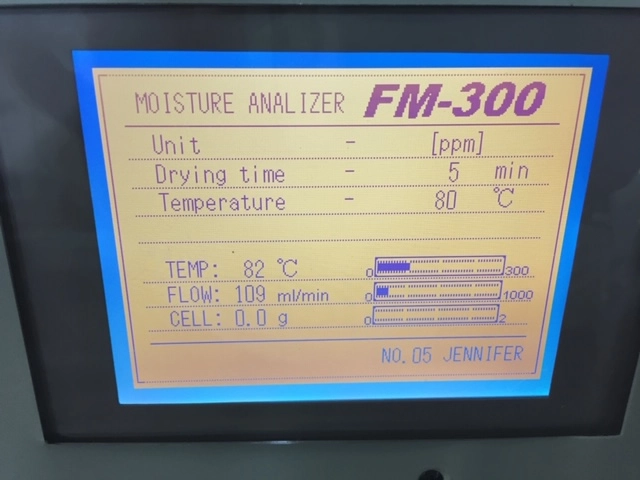 MOISTURE ANALIZER FM-300
Unit - [ppm]
Drying time - 5 min
Temperature - 80 °C
TEMP: 82 °C 0 300
FLOW: 109 ml/min 0 1000
CELL: 0.0 g 0 2
NO.05 JENNIFER